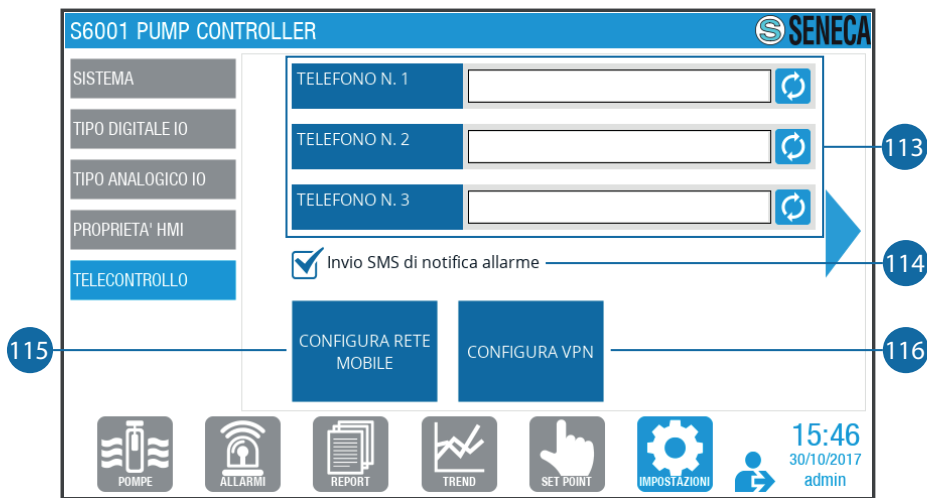 S6001 PUMP CONTROLLER
S SENECA
SISTEMA
TIPO DIGITALE IO
TIPO ANALOGICO IO
PROPRIETA' HMI
TELECONTROLLO
TELEFONO N. 1
TELEFONO N. 2
TELEFONO N. 3
113
Invio SMS di notifica allarme
114
115
CONFIGURA RETE
MOBILE
CONFIGURA VPN
116
POMPE
ALLARMI
REPORT
TREND
SET POINT
IMPOSTAZIONI
15:46
30/10/2017
admin